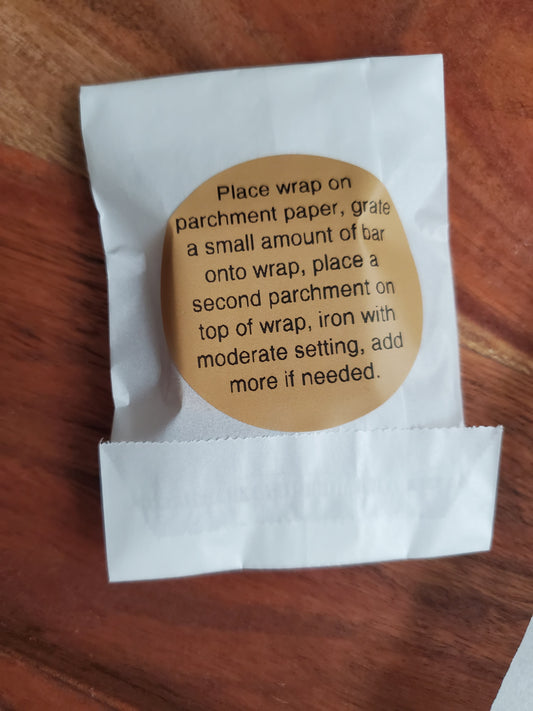 Place wrap on
parchment paper, grate
a small amount of bar
onto wrap, place a
second parchment on
top of wrap, iron with
moderate setting, add
more if needed.